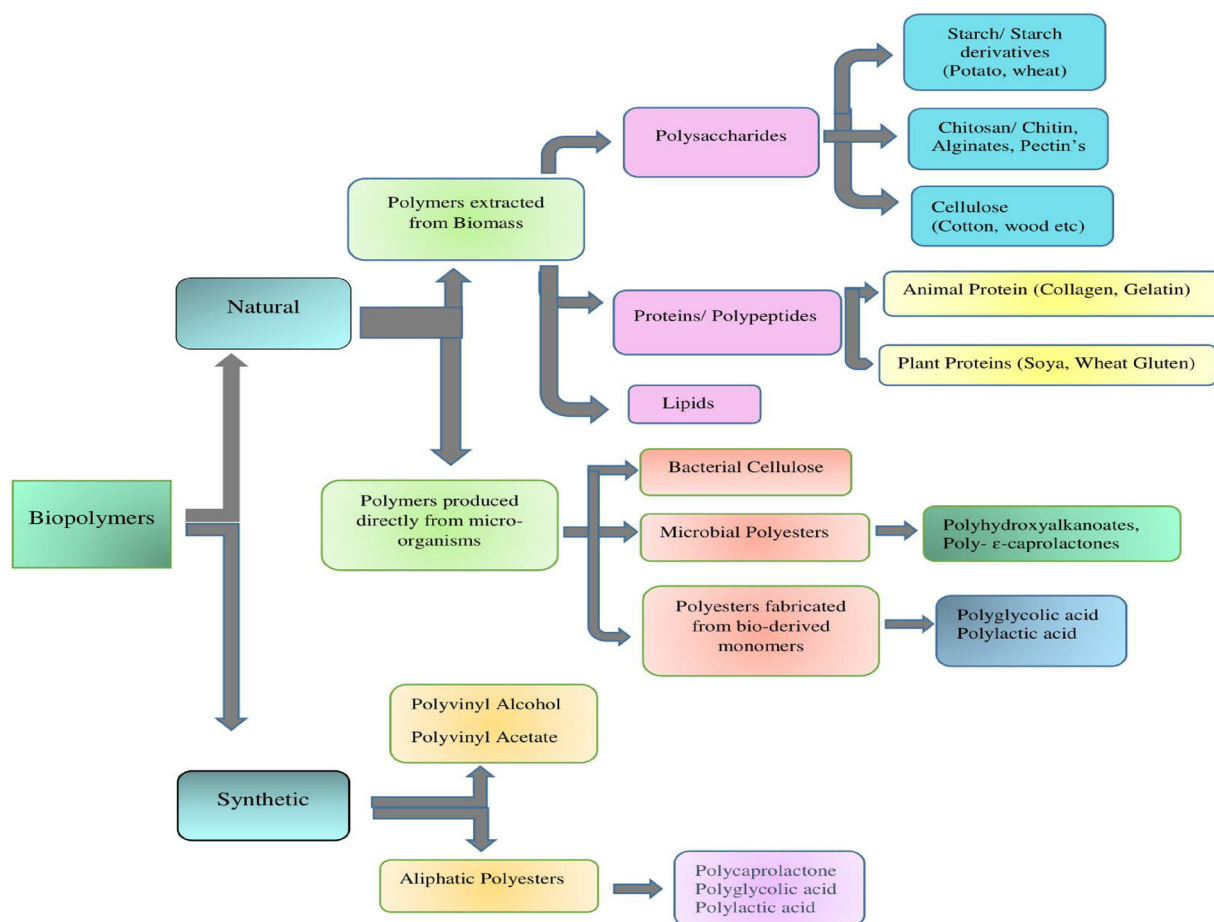 Starch/ Starch
derivatives
(Potato, wheat)
Polysaccharides
Chitosan/ Chitin,
Alginates, Pectin’s
Polymers extracted
from Biomass
Cellulose
(Cotton, wood etc)
Natural
Animal Protein (Collagen, Gelatin)
Proteins/ Polypeptides
Plant Proteins (Soya, Wheat Gluten)
Lipids
Bacterial Cellulose
Biopolymers
Polymers produced
directly from micro-
organisms
Microbial Polyesters
Polyhydroxyalkanoates,
Poly- ε-caprolactones
Polyesters fabricated
from bio-derived
monomers
Polyglycolic acid
Polylactic acid
Polyvinyl Alcohol
Polyvinyl Acetate
Synthetic
Aliphatic Polyesters
Polycaprolactone
Polyglycolic acid
Polylactic acid